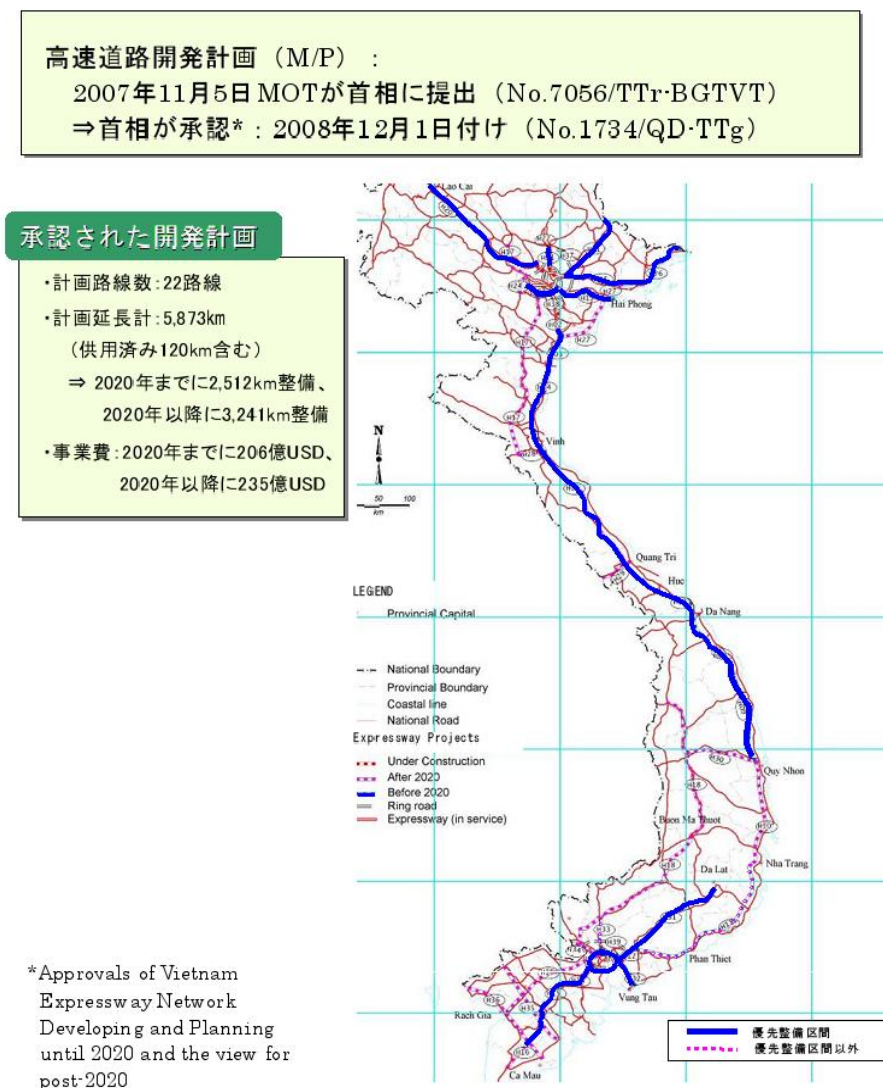 高速道路開発計画（M/P）：
2007年11月5日 MOTが首相に提出（No.7056/TTr-BGTVT）
⇒首相が承認*：2008年12月1日付け（No.1734/QD-TTg）
承認された開発計画
・計画路線数：22路線
・計画延長計：5,873km
（供用済み120km含む）
⇒ 2020年までに2,512km整備、
2020年以降に3,241km整備
・事業費：2020年までに206億USD、
2020年以降に235億USD
Lao Cai
Hai Phong
Vinh
N
50 100
km
Quang Tri
Huc
Da Nang
LEGEND
Provincial Capital
National Boundary
Provincial Boundary
Coastal line
National Road
Expressway Projects
Under Construction
After 2020
Before 2020
Ring road
Expressway (in service)
H30
Quy Nhon
H18
Buon Ma Thuot
Nha Trang
H18
Da Lat
H33
Phan Thiet
Vung Tau
H36
H35
Rach Gia
H16
Ca Mau
*Approvals of Vietnam
Expressway Network
Developing and Planning
until 2020 and the view for
post-2020
優先整備区間
優先整備区間以外